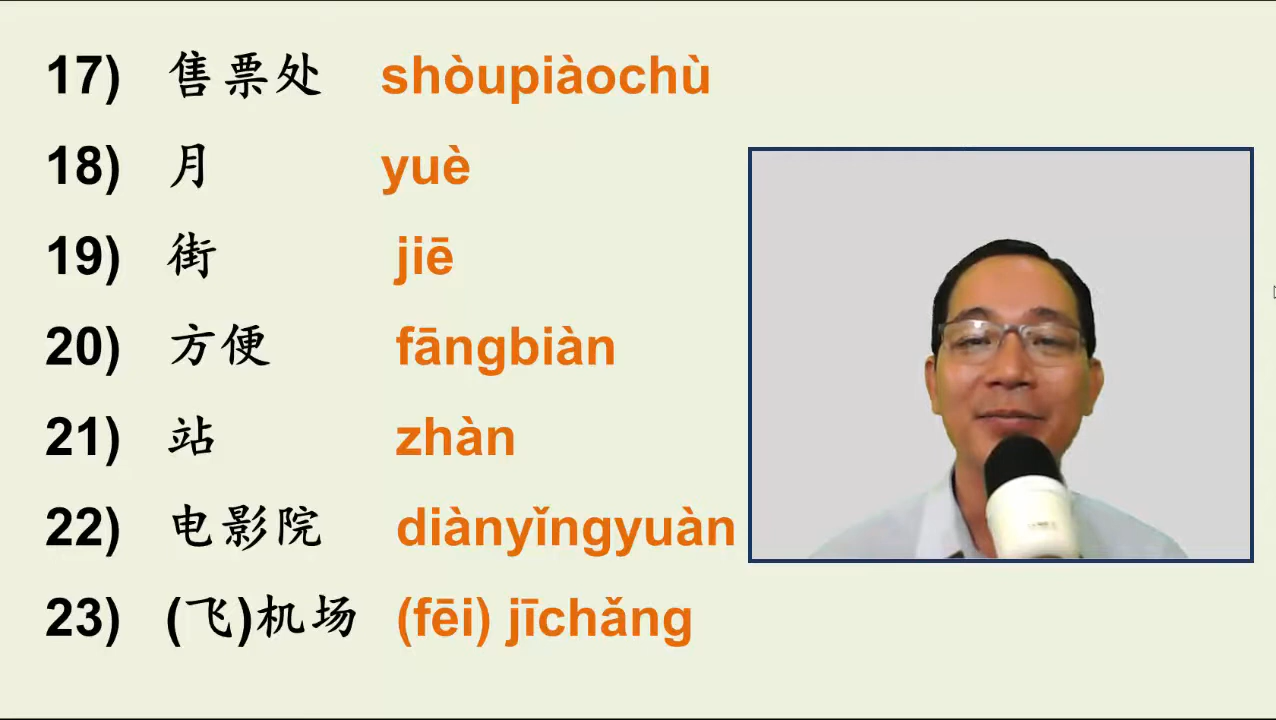 17) 售票处 shòupiàochù
18) 月 yuè
19) 街 jiē
20) 方便 fāngbiàn
21) 站 zhàn
22) 电影院 diànyǐngyuàn
23) (飞)机场 (fēi) jīchǎng